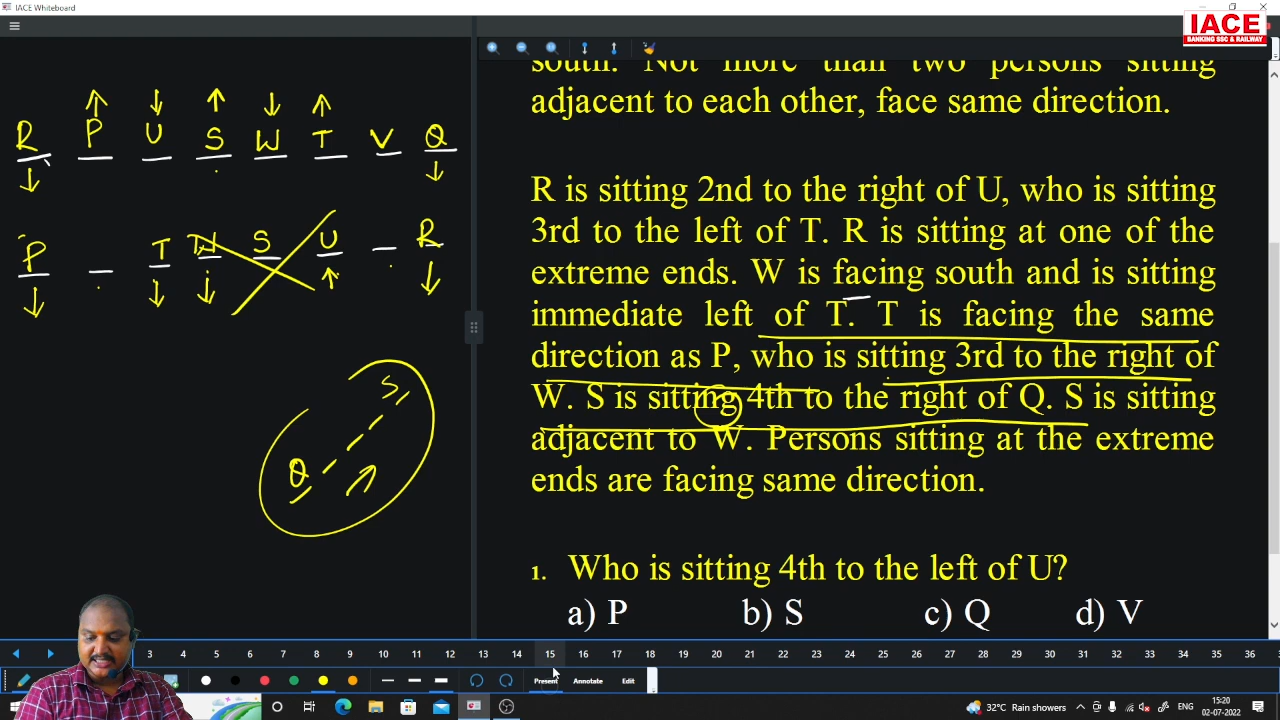 IACE Whiteboard
IACE
BANKING SSC & RAILWAY
south. Not more than two persons sitting
adjacent to each other, face same direction.
R P U S W T V Q
R is sitting 2nd to the right of U, who is sitting
3rd to the left of T. R is sitting at one of the
extreme ends. W is facing south and is sitting
immediate left of T. T is facing the same
direction as P, who is sitting 3rd to the right of
W. S is sitting 4th to the right of Q. S is sitting
adjacent to W. Persons sitting at the extreme
ends are facing same direction.
P T W S U R
S
Q
1. Who is sitting 4th to the left of U?
a) P b) S c) Q d) V
3 4 5 6 7 8 9 10 11 12 13 14 15 16 17 18 19 20 21 22 23 24 25 26 27 28 29 30 31 32 33 34 35 36
Present Annotate Edit
32°C Rain showers ENG 15:20
02-07-2022